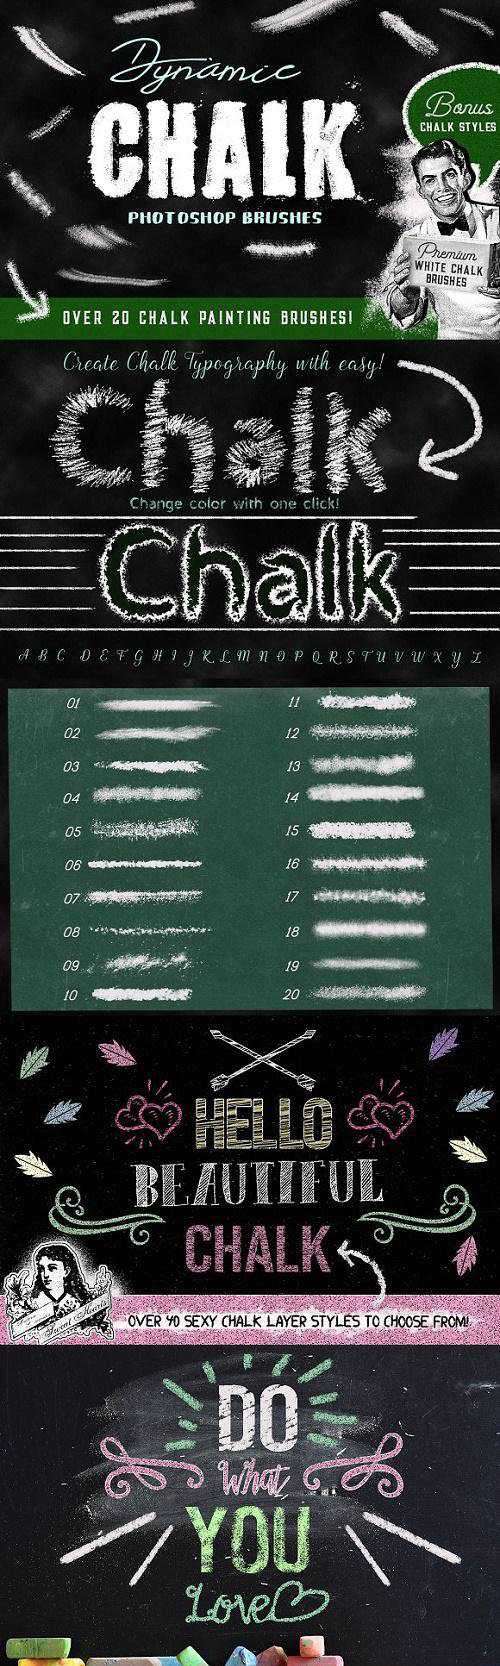 Dynamic
CHALK
PHOTOSHOP BRUSHES
Bonus
CHALK STYLES
Premium
WHITE CHALK
BRUSHES
OVER 20 CHALK PAINTING BRUSHES!
Create Chalk Typography with easy!
Chalk
Change color with one click!
Chalk
A B C D E F G H I J K L M N O P Q R S T U V W X Y Z
01 11
02 12
03 13
04 14
05 15
06 16
07 17
08 18
09 19
10 20
HELLO
BEAUTIFUL
CHALK
OVER 40 SEXY CHALK LAYER STYLES TO CHOOSE FROM!
DO
What
YOU
Love